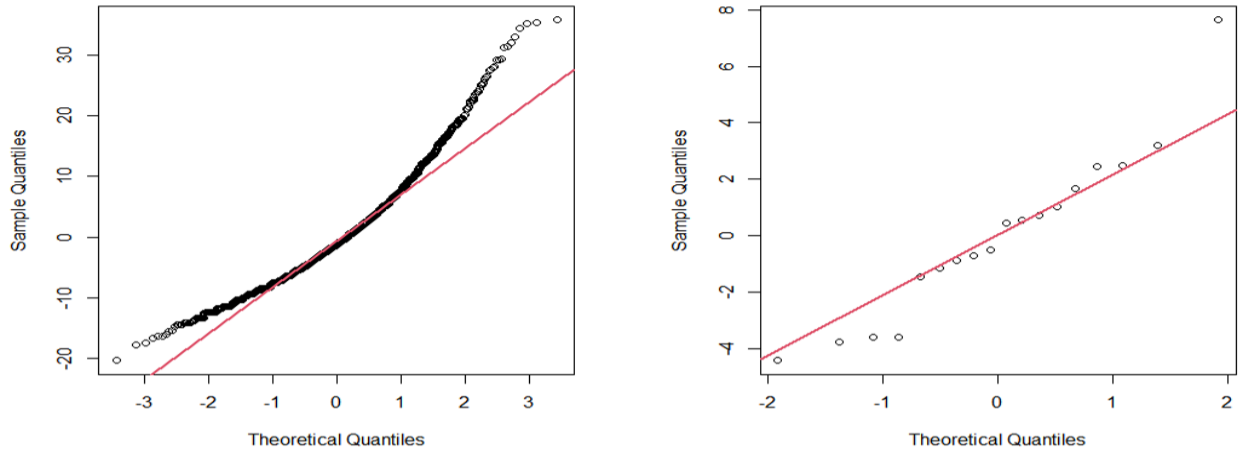 30
20
10
0
-10
-20
Sample Quantiles
-3 -2 -1 0 1 2 3
Theoretical Quantiles
8
6
4
2
0
-2
-4
Sample Quantiles
-2 -1 0 1 2
Theoretical Quantiles